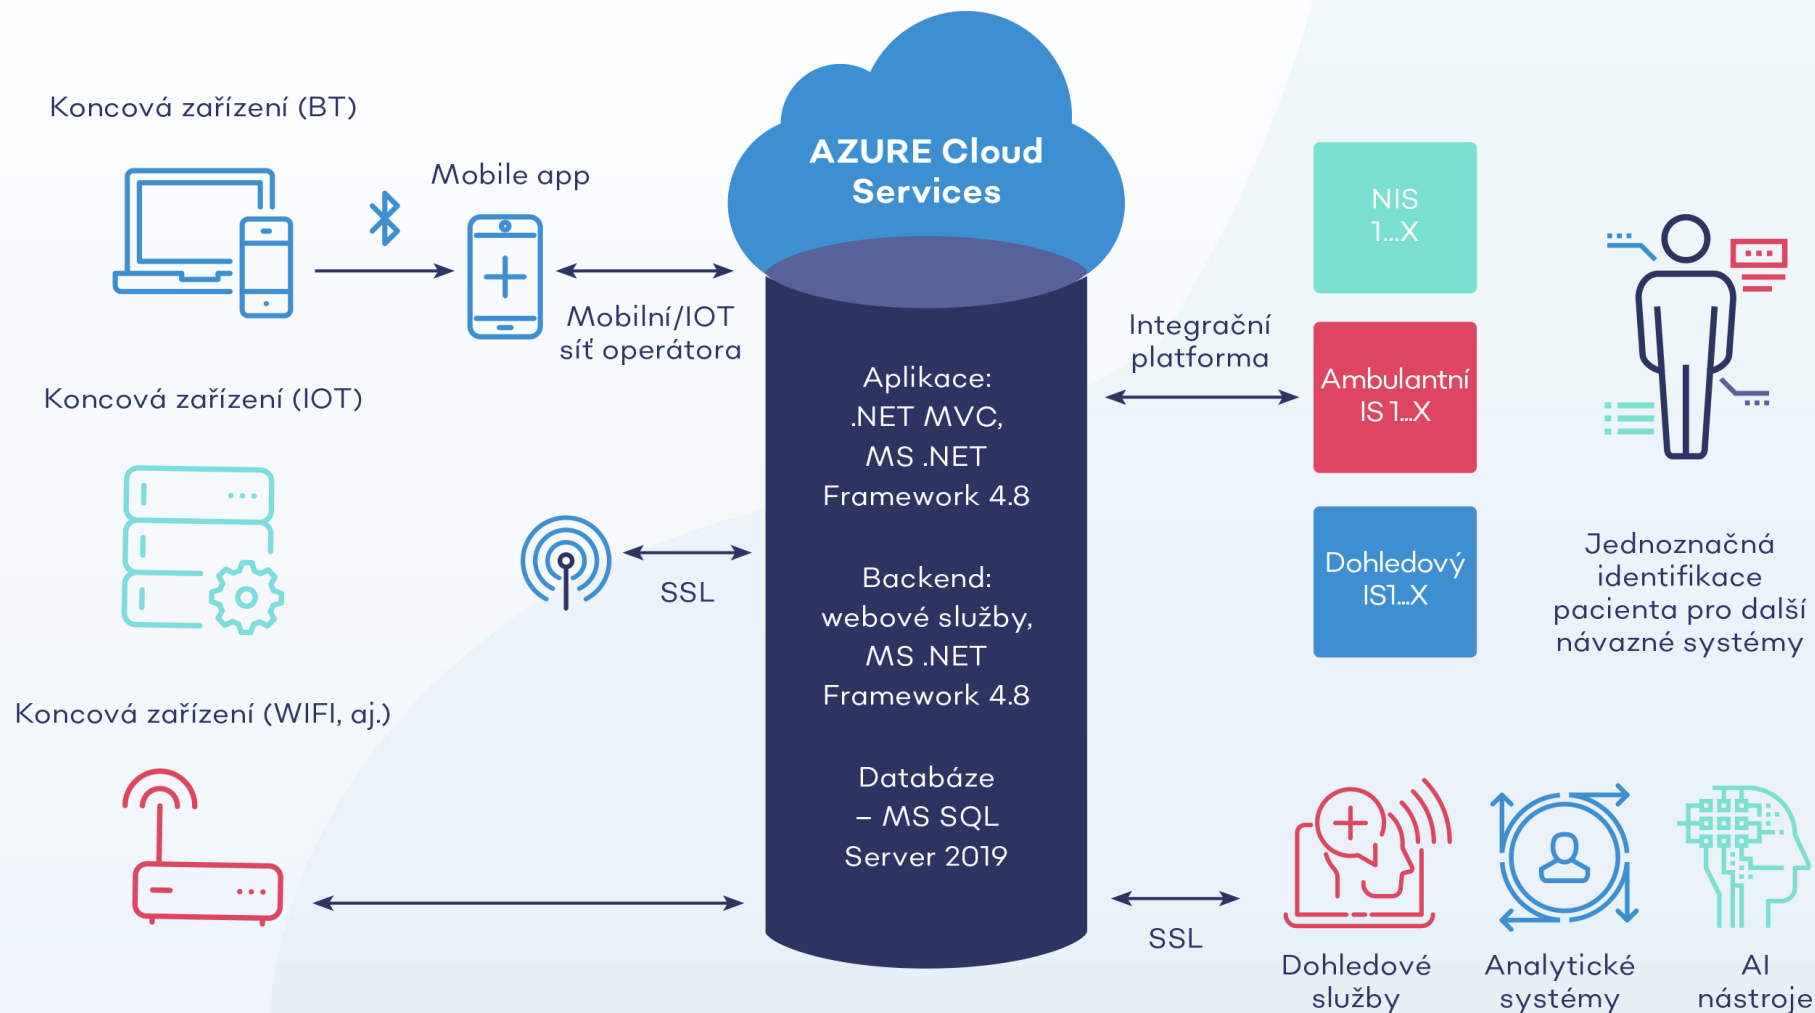 Koncová zařízení (BT)
Mobile app
Mobilní/IOT
síť operátora
Koncová zařízení (IOT)
SSL
Koncová zařízení (WIFI, aj.)
AZURE Cloud
Services
Aplikace:
.NET MVC,
MS .NET
Framework 4.8
Backend:
webové služby,
MS .NET
Framework 4.8
Databáze
– MS SQL
Server 2019
Integrační
platforma
NIS
1...X
Ambulantní
IS 1...X
Dohledový
IS1...X
Jednoznačná
identifikace
pacienta pro další
návazné systémy
SSL
Dohledové
služby
Analytické
systémy
AI
nástroje